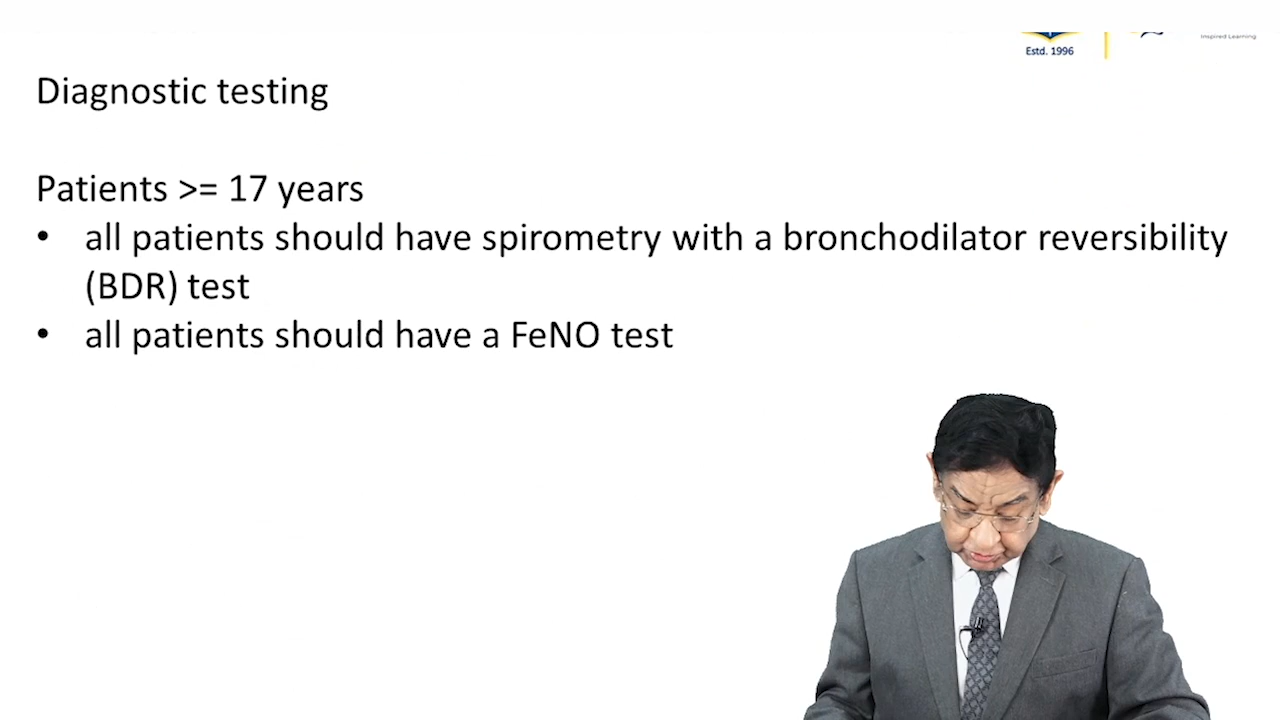 Estd. 1996
Inspired Learning
Diagnostic testing
Patients >= 17 years
• all patients should have spirometry with a bronchodilator reversibility
(BDR) test
• all patients should have a FeNO test